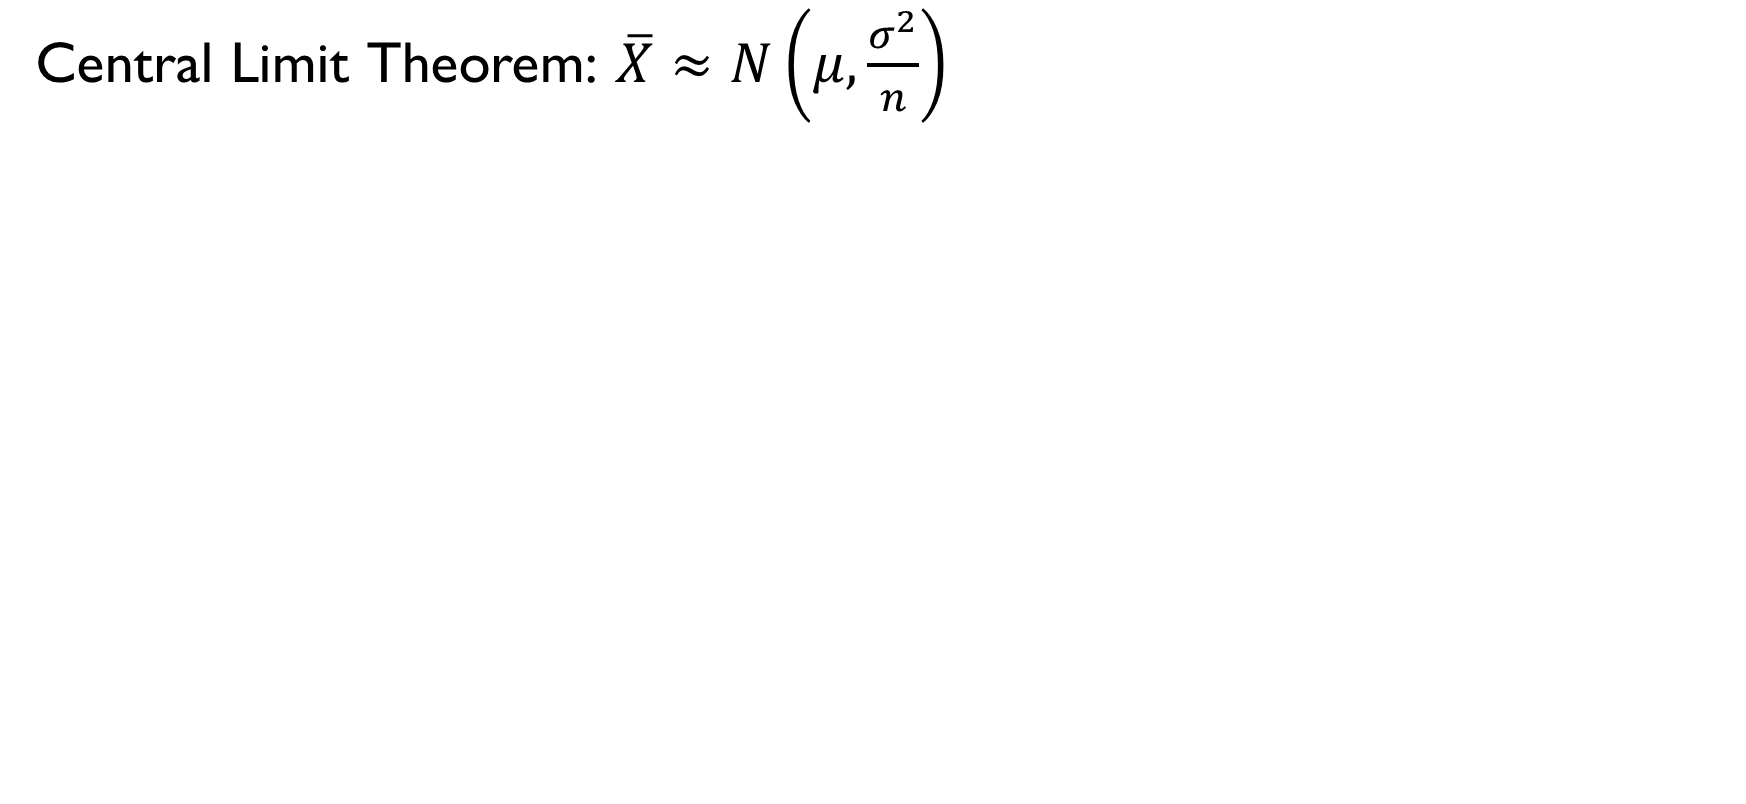 Central Limit Theorem: X̄ ≈ N(μ, σ²/n)